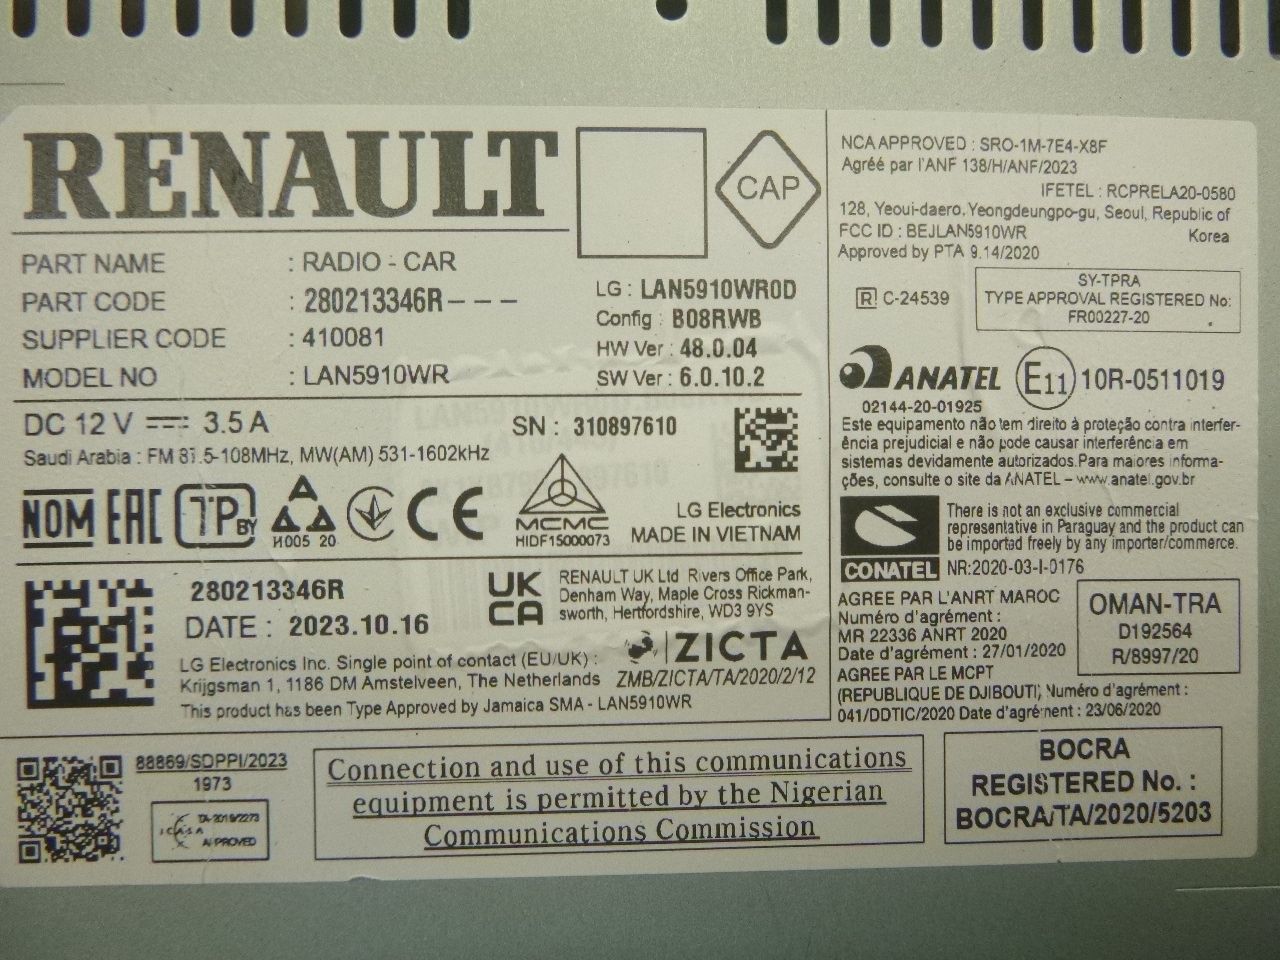 RENAULT
CAP
PART NAME : RADIO - CAR
PART CODE : 280213346R---
SUPPLIER CODE : 410081
MODEL NO : LAN5910WR
LG : LAN5910WR0D
Config : B08RWB
HW Ver : 48.0.04
SW Ver : 6.0.10.2
DC 12 V 3.5 A
SN : 310897610
Saudi Arabia : FM 87.5-108MHz, MW(AM) 531-1602kHz
NOM EAC TP BY
И005 20
CE
MCMC
HIDF15000073
LG Electronics
MADE IN VIETNAM
280213346R
DATE : 2023.10.16
UK
CA
RENAULT UK Ltd Rivers Office Park,
Denham Way, Maple Cross Rickman-
sworth, Hertfordshire, WD3 9YS
ZICTA
ZMB/ZICTA/TA/2020/2/12
LG Electronics Inc. Single point of contact (EU/UK) :
Krijgsman 1, 1186 DM Amstelveen, The Netherlands
This product has been Type Approved by Jamaica SMA - LAN5910WR
NCA APPROVED : SRO-1M-7E4-X8F
Agréé par l'ANF 138/H/ANF/2023
IFETEL : RCPRELA20-0580
128, Yeoui-daero, Yeongdeungpo-gu, Seoul, Republic of
Korea
FCC ID : BEJLAN5910WR
Approved by PTA 9.14/2020
R C-24539
SY-TPRA
TYPE APPROVAL REGISTERED No:
FR00227-20
ANATEL
02144-20-01925
E11 10R-0511019
Este equipamento não tem direito à proteção contra interfer-
ência prejudicial e não pode causar interferência em
sistemas devidamente autorizados.Para maiores informa-
ções, consulte o site da ANATEL - www.anatel.gov.br
CONATEL
There is not an exclusive commercial
representative in Paraguay and the product can
be imported freely by any importer/commerce.
NR:2020-03-I-0176
AGREE PAR L'ANRT MAROC
Numéro d'agrément :
MR 22336 ANRT 2020
Date d'agrément : 27/01/2020
AGREE PAR LE MCPT
(REPUBLIQUE DE DJIBOUTI) Numéro d'agrément :
041/DDTIC/2020 Date d'agrément : 23/06/2020
OMAN-TRA
D192564
R/8997/20
88869/SDPPI/2023
1973
ICASA
TA-2019/2273
APPROVED
Connection and use of this communications
equipment is permitted by the Nigerian
Communications Commission
BOCRA
REGISTERED No. :
BOCRA/TA/2020/5203